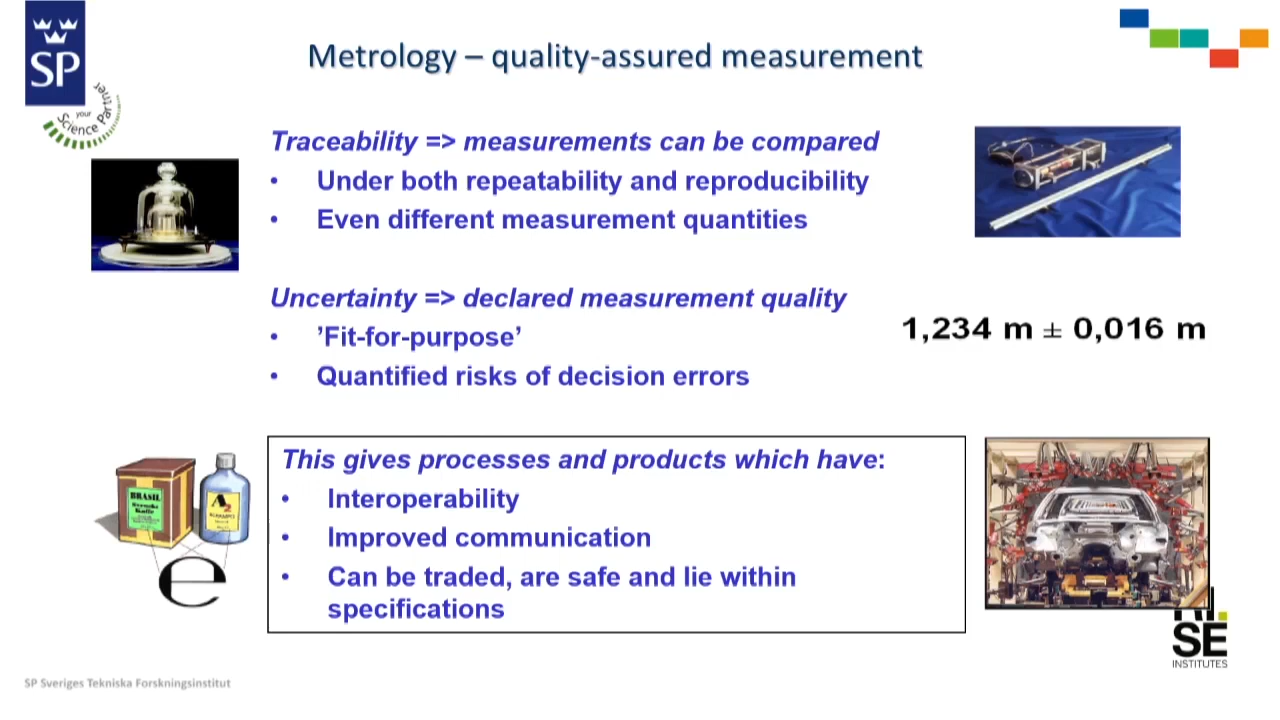 Metrology – quality-assured measurement
SP
your
Science Partner
Traceability => measurements can be compared
• Under both repeatability and reproducibility
• Even different measurement quantities
Uncertainty => declared measurement quality
• ’Fit-for-purpose’
• Quantified risks of decision errors
1,234 m ± 0,016 m
This gives processes and products which have:
• Interoperability
• Improved communication
• Can be traded, are safe and lie within
specifications
BRASIL
A2
e
SE
INSTITUTES
SP Sveriges Tekniska Forskningsinstitut